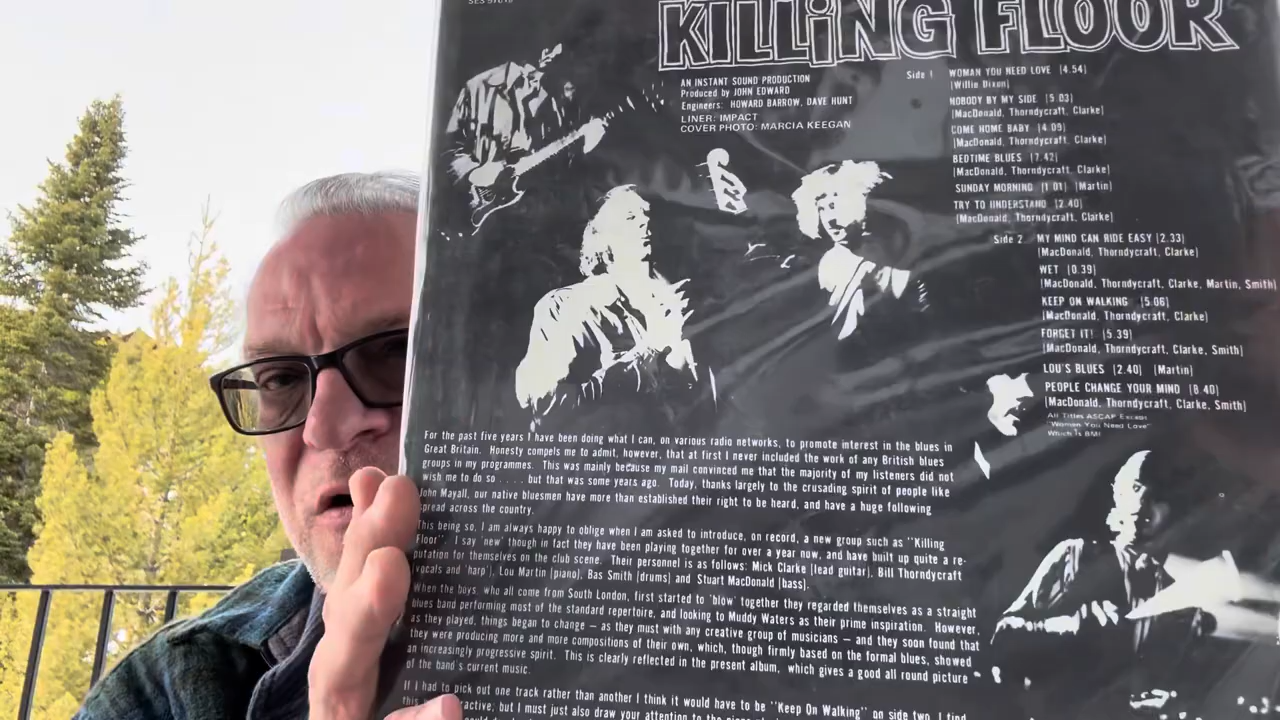 KILLiNG FLOOR
AN INSTANT SOUND PRODUCTION
Produced by JOHN EDWARD
Engineers: HOWARD BARROW, DAVE HUNT
LINER: IMPACT
COVER PHOTO: MARCIA KEEGAN
Side 1 WOMAN YOU NEED LOVE [4.54]
[Willie Dixon]
NOBODY BY MY SIDE [5.03]
[MacDonald, Thorndycraft, Clarke]
COME HOME BABY [4.09]
[MacDonald, Thorndycraft, Clarke]
BEDTIME BLUES [7.42]
[MacDonald, Thorndycraft, Clarke]
SUNDAY MORNING [1.01] [Martin]
TRY TO UNDERSTAND [2.40]
[MacDonald, Thorndycraft, Clarke]
Side 2 MY MIND CAN RIDE EASY [2.33]
[MacDonald, Thorndycraft, Clarke]
WET [0.39]
[MacDonald, Thorndycraft, Clarke, Martin, Smith]
KEEP ON WALKING [5.06]
[MacDonald, Thorndycraft, Clarke]
FORGET IT! [5.39]
[MacDonald, Thorndycraft, Clarke, Smith]
LOU'S BLUES [2.40] [Martin]
PEOPLE CHANGE YOUR MIND [8.40]
[MacDonald, Thorndycraft, Clarke, Smith]
All Titles ASCAP Except
"Woman You Need Love"
Which Is BMI
For the past five years I have been doing what I can, on various radio networks, to promote interest in the blues in
Great Britain. Honesty compels me to admit, however, that at first I never included the work of any British blues
groups in my programmes. This was mainly because my mail convinced me that the majority of my listeners did not
wish me to do so . . . . but that was some years ago. Today, thanks largely to the crusading spirit of people like
John Mayall, our native bluesmen have more than established their right to be heard, and have a huge following
spread across the country.
This being so, I am always happy to oblige when I am asked to introduce, on record, a new group such as "Killing
Floor". I say 'new' though in fact they have been playing together for over a year now, and have built up quite a re-
putation for themselves on the club scene. Their personnel is as follows: Mick Clarke [lead guitar], Bill Thorndycraft
[vocals and 'harp'], Lou Martin [piano], Bas Smith [drums] and Stuart MacDonald [bass].
When the boys, who all come from South London, first started to 'blow' together they regarded themselves as a straight
blues band performing most of the standard repertoire, and looking to Muddy Waters as their prime inspiration. However,
as they played, things began to change – as they must with any creative group of musicians – and they soon found that
they were producing more and more compositions of their own, which, though firmly based on the formal blues, showed
an increasingly progressive spirit. This is clearly reflected in the present album, which gives a good all round picture
of the band's current music.
If I had to pick out one track rather than another I think it would have to be "Keep On Walking" on side two. I find
but I must just also draw your attention to the